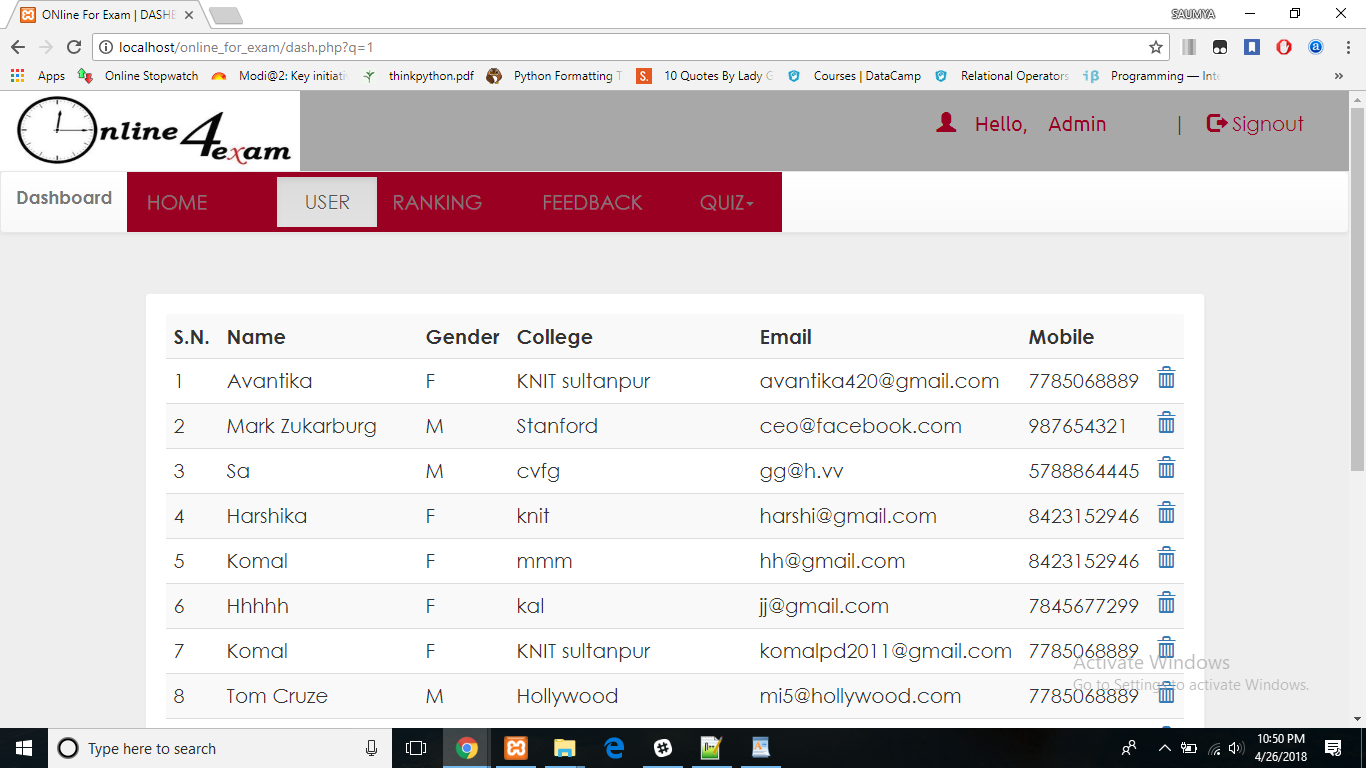 ONline For Exam | DASHB
SAUMYA
localhost/online_for_exam/dash.php?q=1
Apps Online Stopwatch Modi@2: Key initiati thinkpython.pdf Python Formatting T S. 10 Quotes By Lady G Courses | DataCamp Relational Operators iβ Programming — Inte »
nline 4 exam
Hello, Admin | Signout
Dashboard HOME USER RANKING FEEDBACK QUIZ
S.N. Name Gender College Email Mobile
1 Avantika F KNIT sultanpur avantika420@gmail.com 7785068889
2 Mark Zukarburg M Stanford ceo@facebook.com 987654321
3 Sa M cvfg gg@h.vv 5788864445
4 Harshika F knit harshi@gmail.com 8423152946
5 Komal F mmm hh@gmail.com 8423152946
6 Hhhhh F kal jj@gmail.com 7845677299
7 Komal F KNIT sultanpur komalpd2011@gmail.com 7785068889
Activate Windows
Go to Settings to activate Windows.
8 Tom Cruze M Hollywood mi5@hollywood.com 7785068889
Type here to search
10:50 PM
4/26/2018